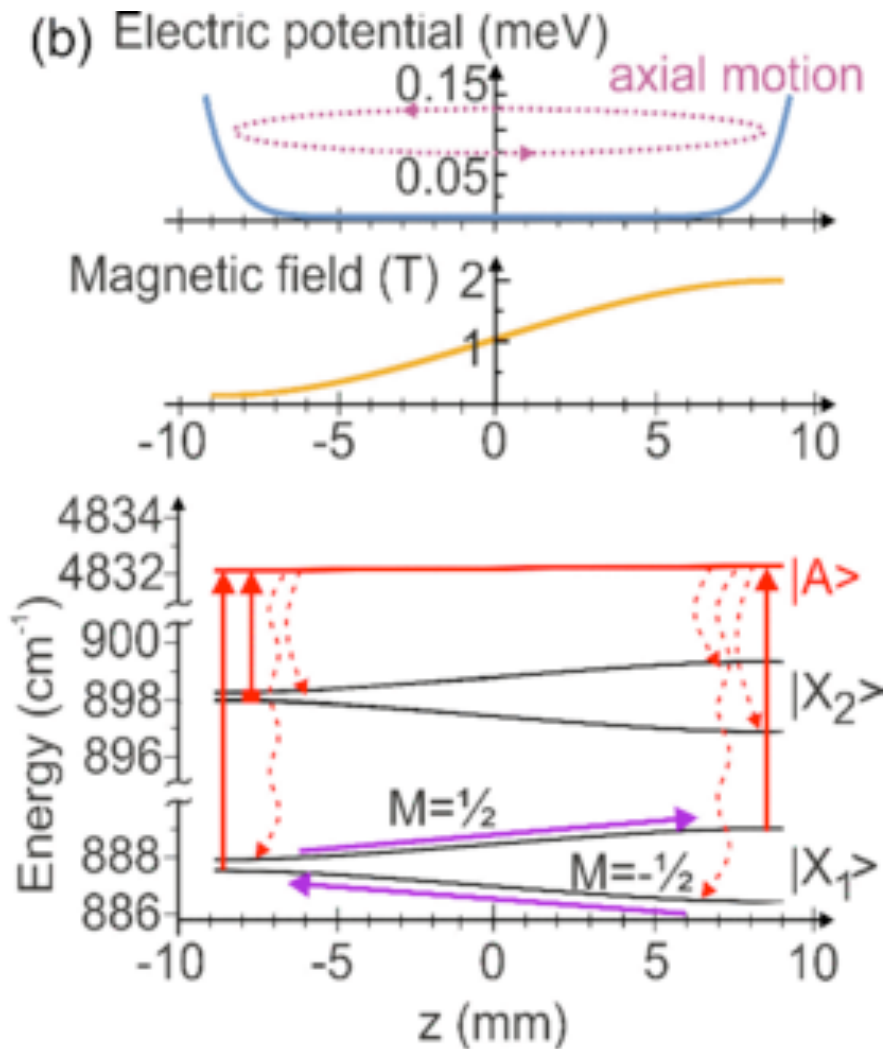 (b) Electric potential (meV)
0.15 axial motion
0.05
Magnetic field (T) 2
1
-10 -5 0 5 10
Energy (cm⁻¹)
4834
4832
|A>
900
898
896
|X₂>
M=½
888
M=-½
|X₁>
886
-10 -5 0 5 10
z (mm)